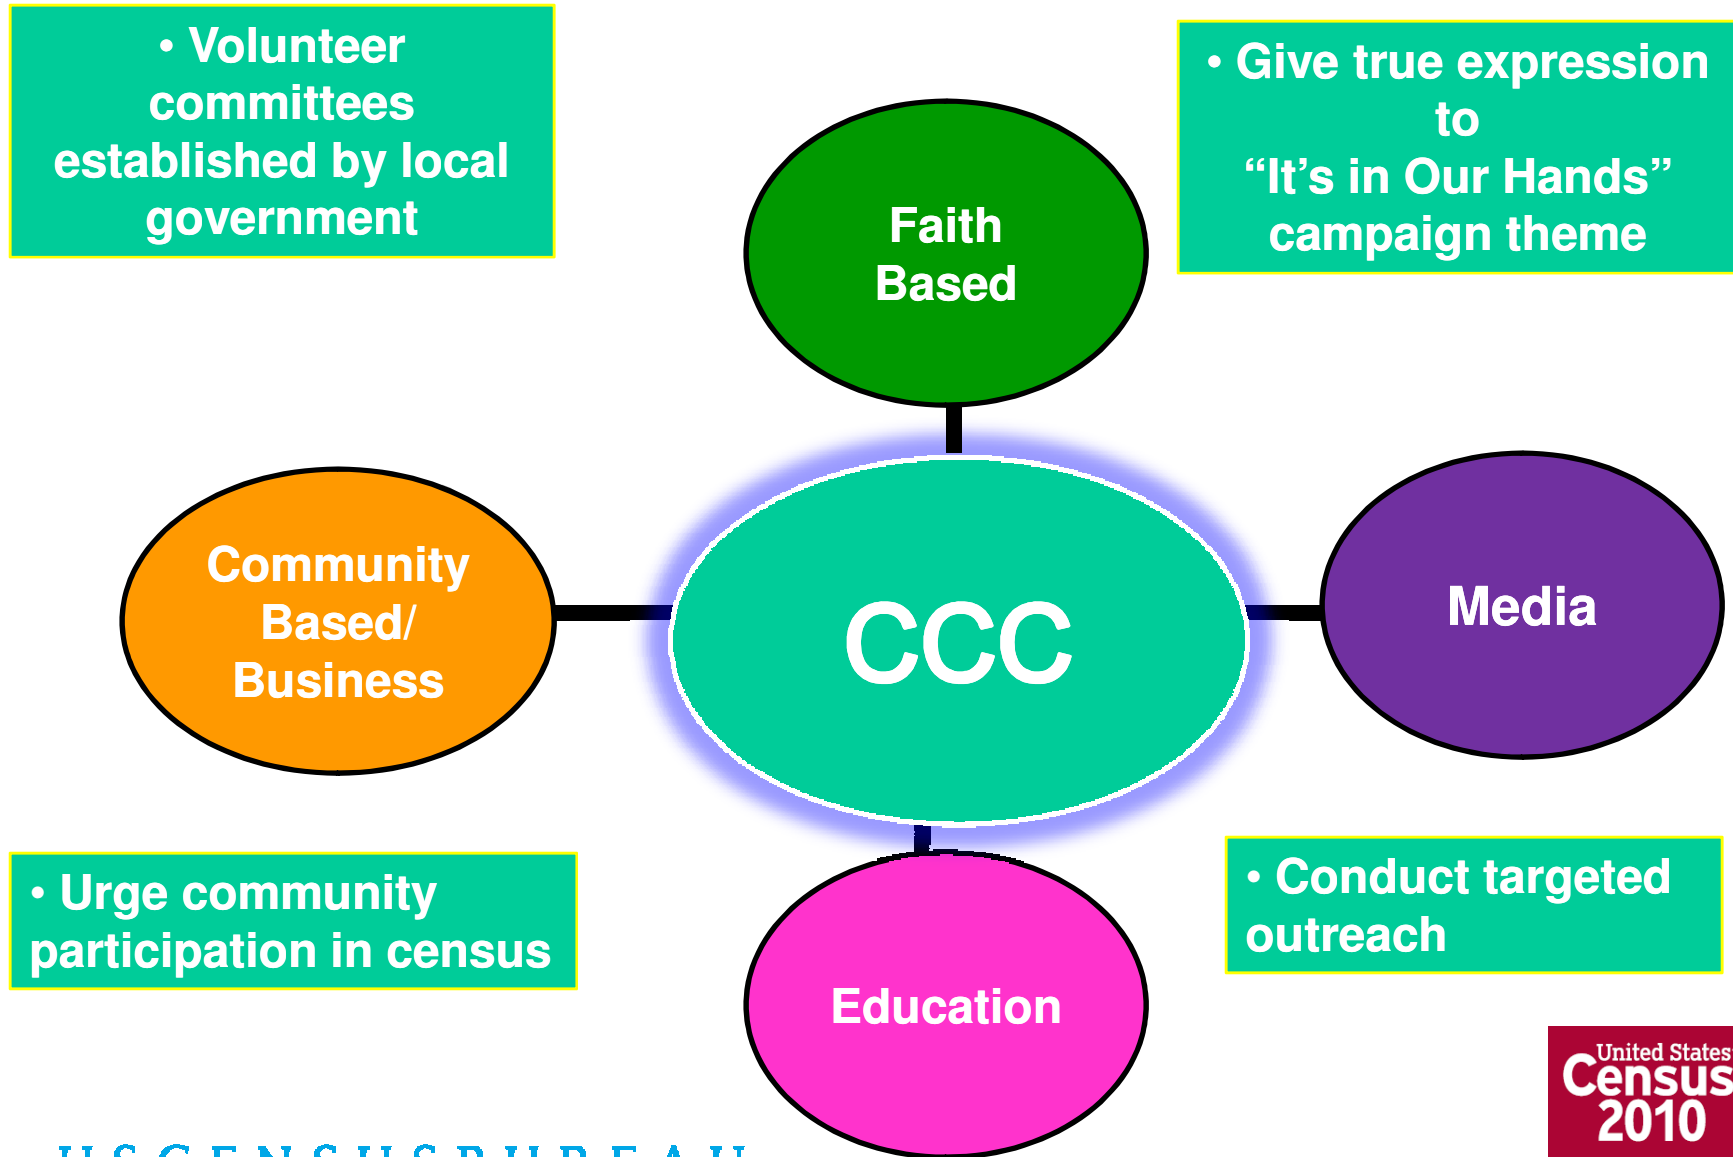 • Volunteer
committees
established by local
government
• Give true expression
to
“It’s in Our Hands”
campaign theme
Faith
Based
Community
Based/
Business
CCC
Media
• Urge community
participation in census
• Conduct targeted
outreach
Education
United States
Census
2010
USCENSUSBUREAU